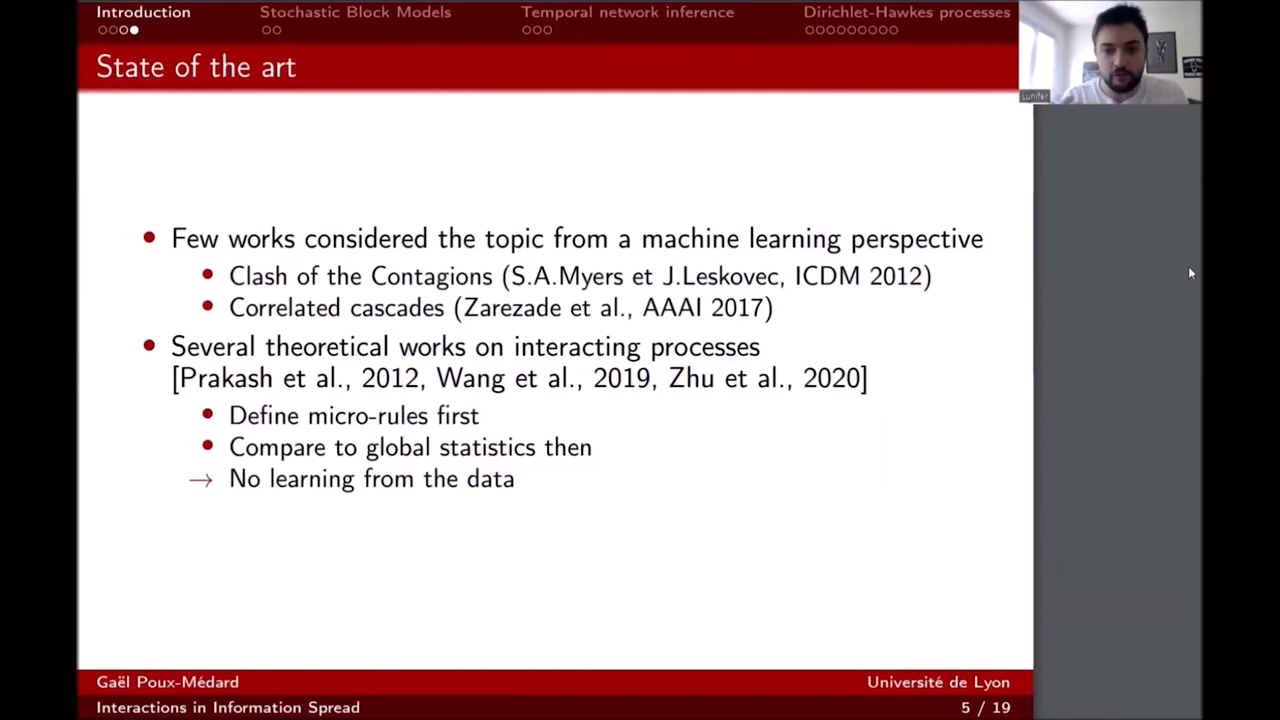 Introduction
Stochastic Block Models
Temporal network inference
Dirichlet-Hawkes processes
State of the art
Lunifer
Few works considered the topic from a machine learning perspective
Clash of the Contagions (S.A.Myers et J.Leskovec, ICDM 2012)
Correlated cascades (Zarezade et al., AAAI 2017)
Several theoretical works on interacting processes
[Prakash et al., 2012, Wang et al., 2019, Zhu et al., 2020]
Define micro-rules first
Compare to global statistics then
→ No learning from the data
Gaël Poux-Médard
Université de Lyon
Interactions in Information Spread
5 / 19